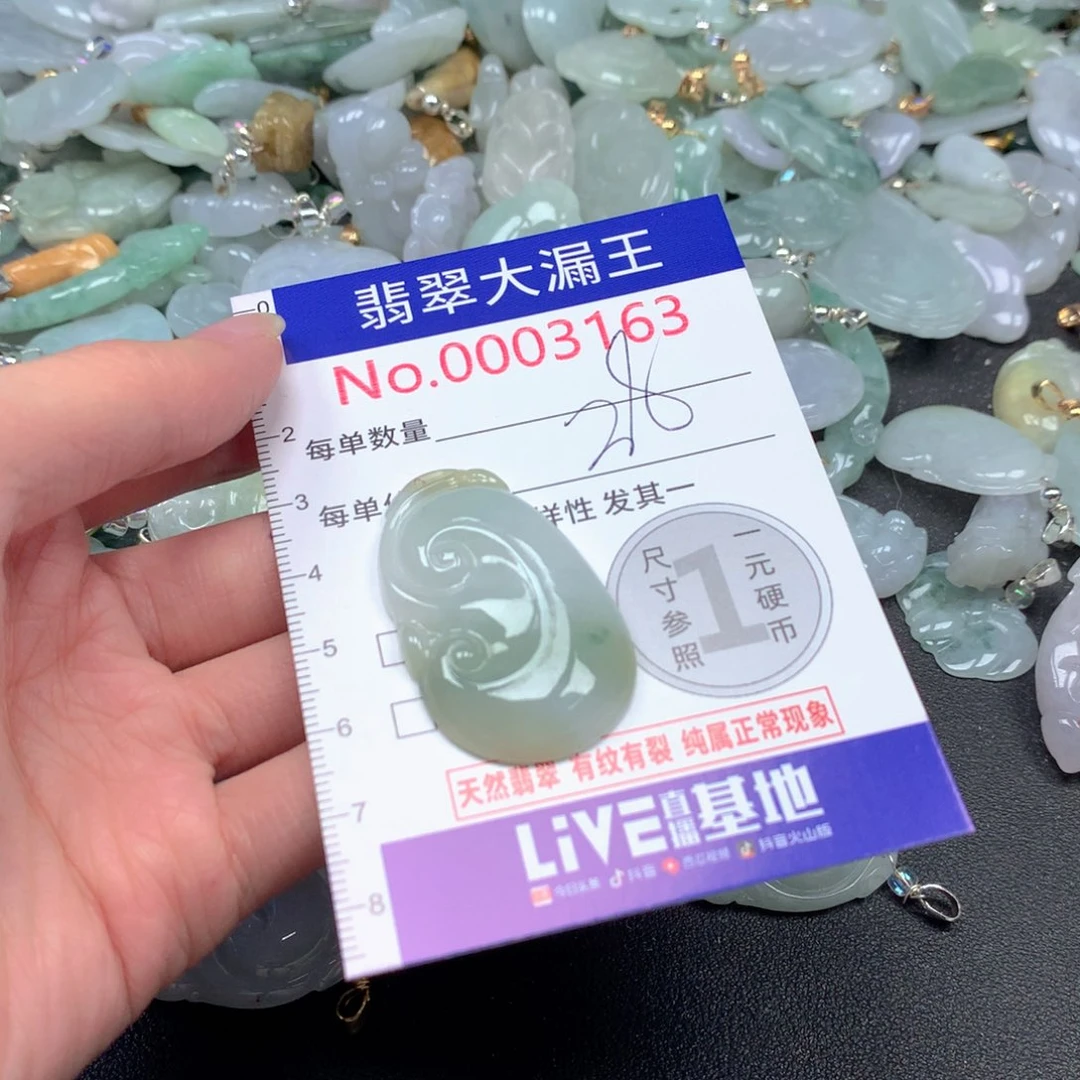 翡翠大漏王
No.0003163
0
2
每单数量 28
3
每单 样性 发其一
4
尺寸参照
1
一元硬币
5
6
天然翡翠 有纹有裂 纯属正常现象
7
LiVE直播基地
今日头条 抖音 西瓜视频 抖音火山版
8